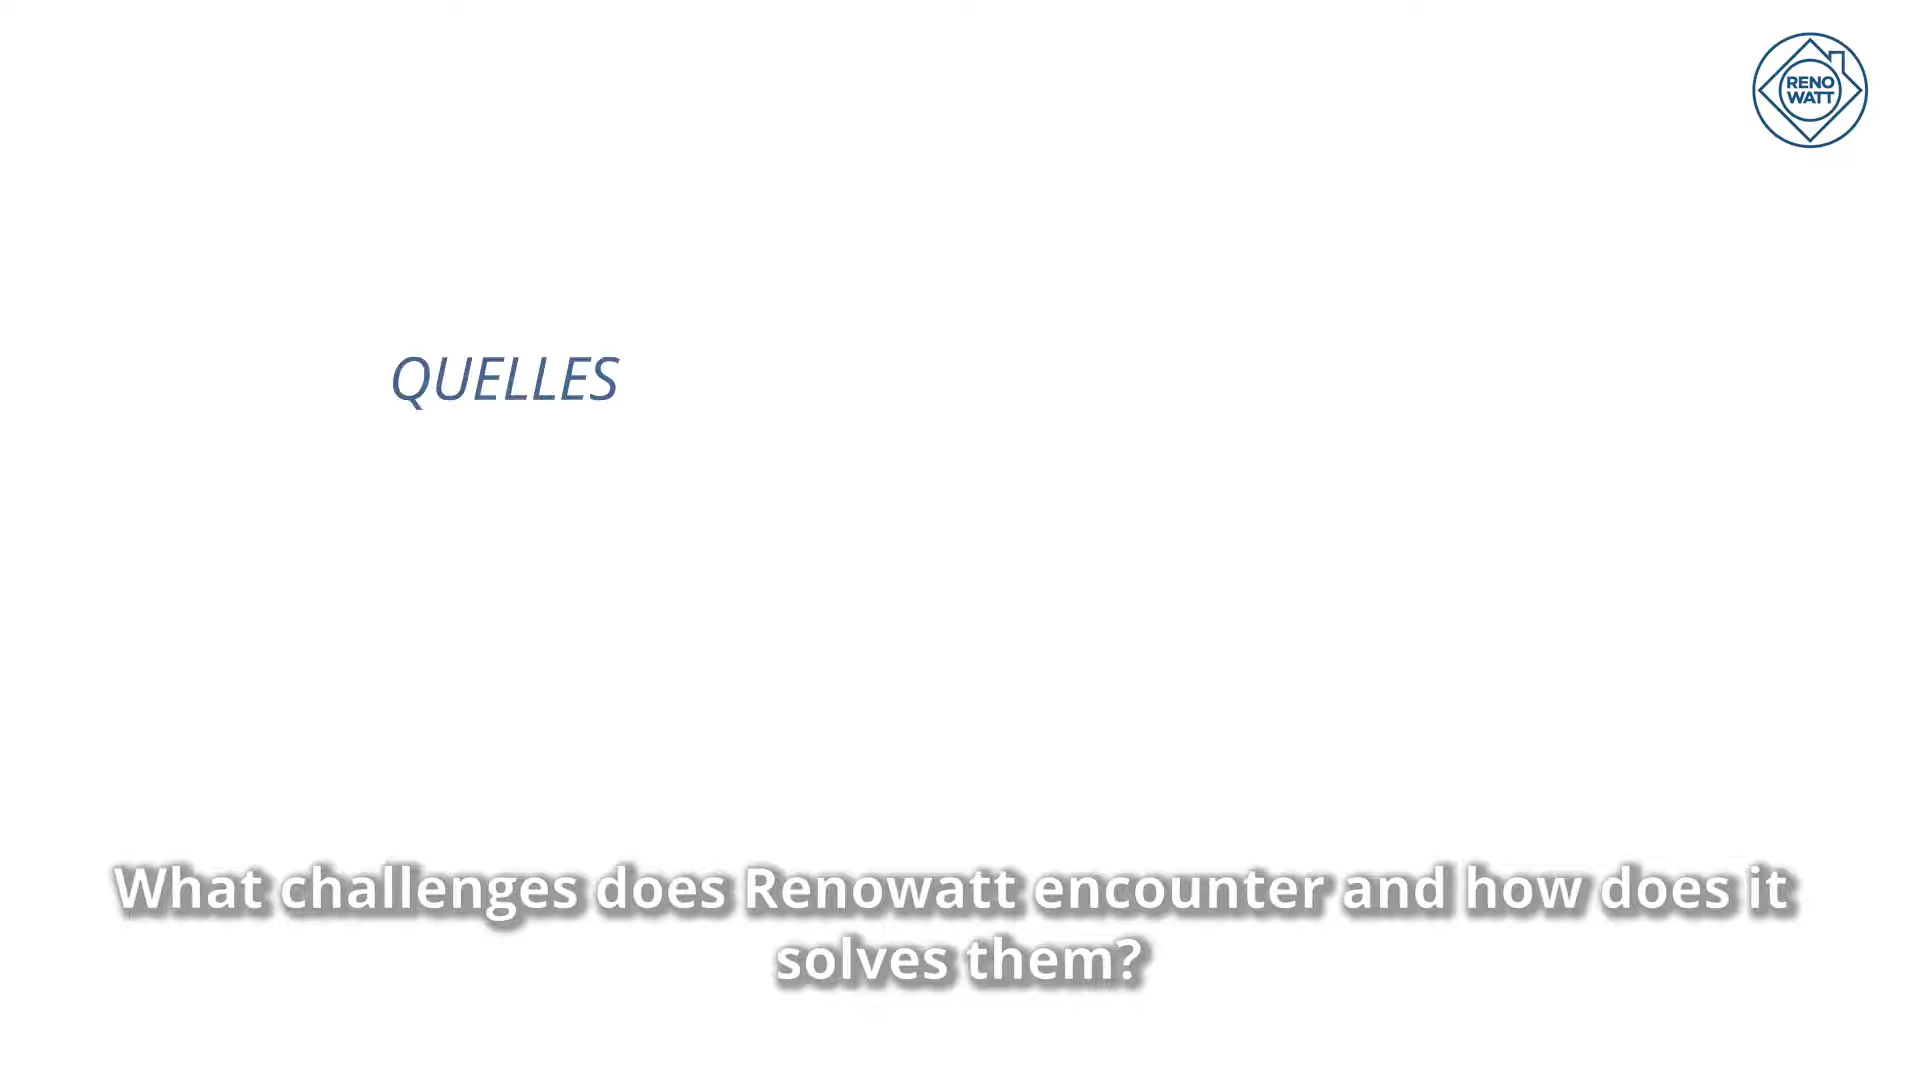 RENO
WATT
QUELLES
What challenges does Renowatt encounter and how does it
solves them?